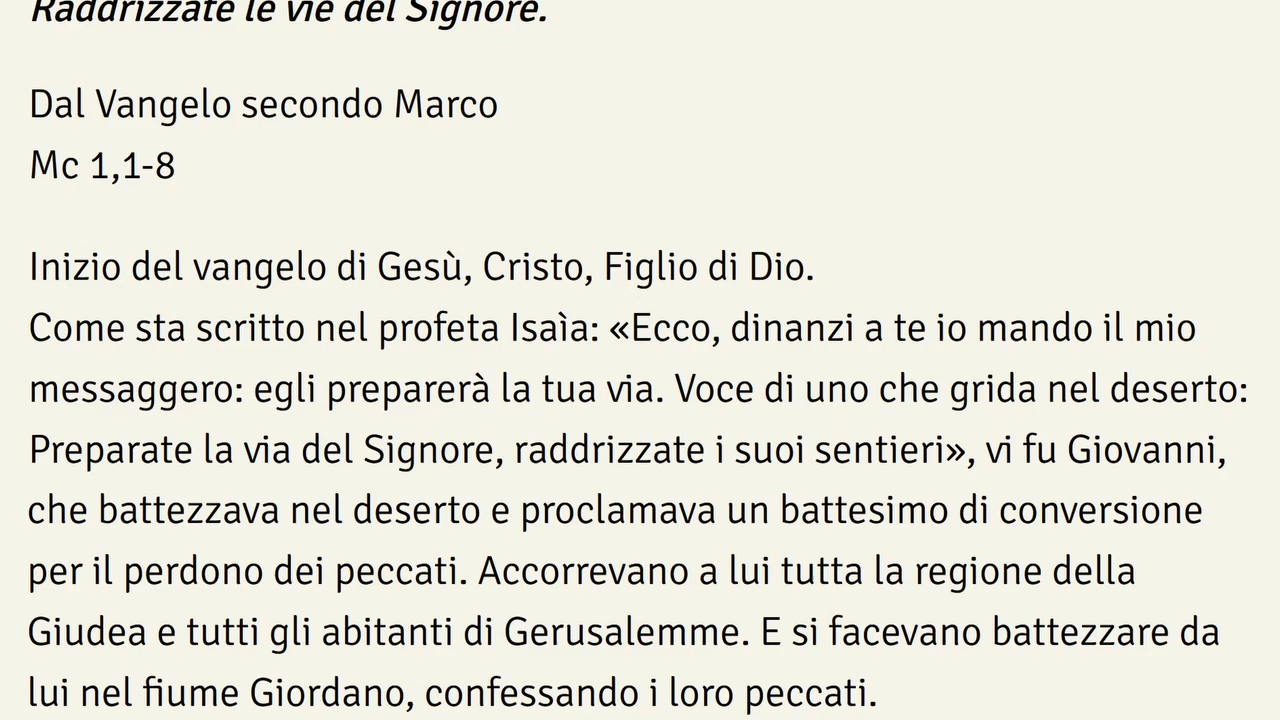 Raddrizzate le vie del Signore.
Dal Vangelo secondo Marco
Mc 1,1-8
Inizio del vangelo di Gesù, Cristo, Figlio di Dio.
Come sta scritto nel profeta Isaìa: «Ecco, dinanzi a te io mando il mio
messaggero: egli preparerà la tua via. Voce di uno che grida nel deserto:
Preparate la via del Signore, raddrizzate i suoi sentieri», vi fu Giovanni,
che battezzava nel deserto e proclamava un battesimo di conversione
per il perdono dei peccati. Accorrevano a lui tutta la regione della
Giudea e tutti gli abitanti di Gerusalemme. E si facevano battezzare da
lui nel fiume Giordano, confessando i loro peccati.